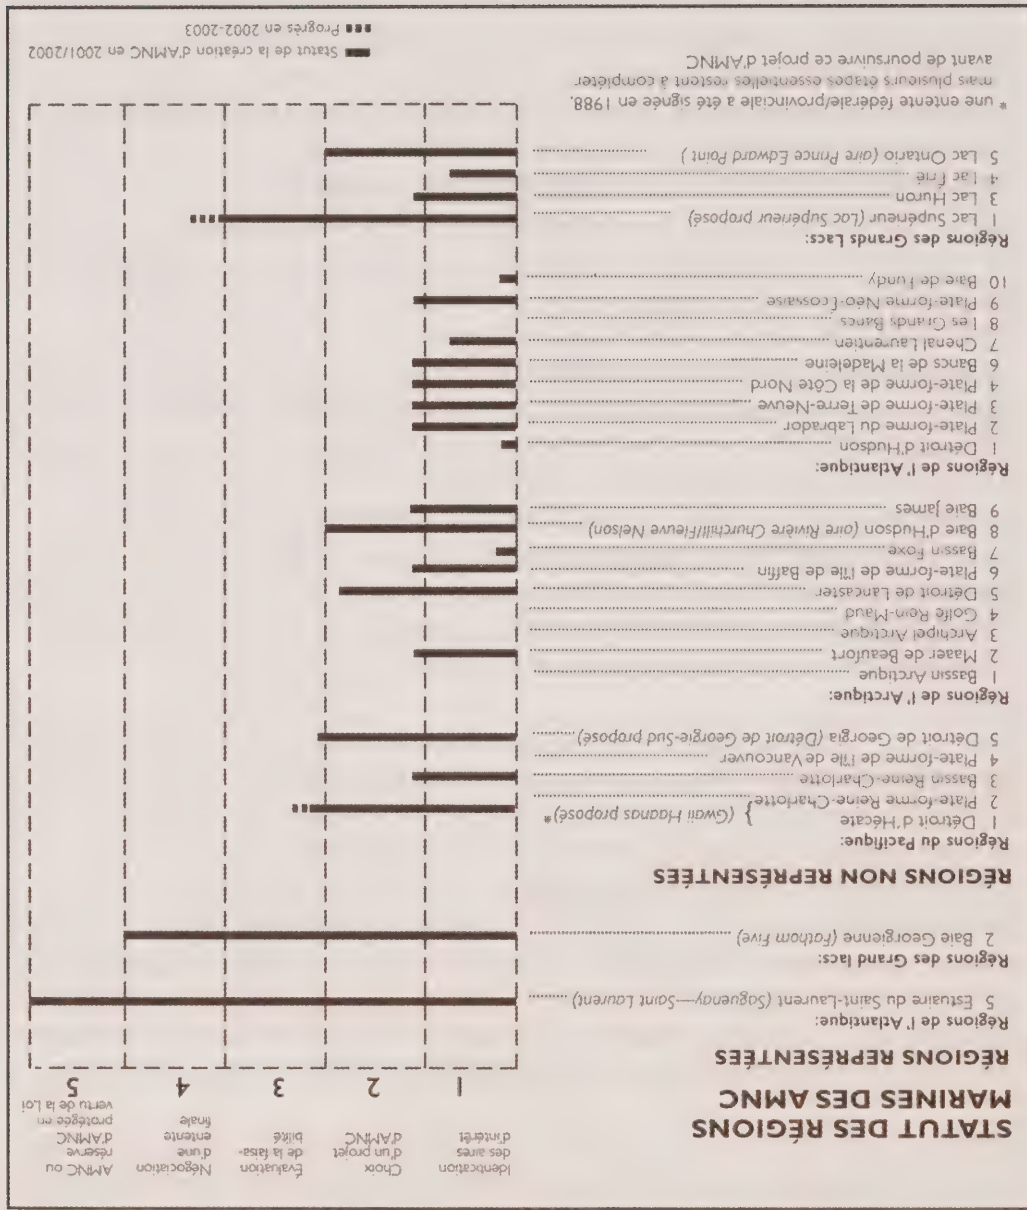 STATUT DES RÉGIONS
MARINES DES AMNC
Identication
des aires
d'intérêt
Choix
d'un projet
d'AMNC
Évaluation
de la faisa-
bilité
Négociation
d'une
entente
finale
AMNC ou
réserve
d'AMNC
protégée en
vertu de la Loi
1 2 3 4 5
RÉGIONS REPRÉSENTÉES
Régions de l'Atlantique:
5 Estuaire du Saint-Laurent (Saguenay—Saint Laurent)
Régions des Grand lacs:
2 Baie Georgienne (Fathom Five)
RÉGIONS NON REPRÉSENTÉES
Régions du Pacifique:
1 Détroit d'Hécate
2 Plate-forme Reine-Charlotte } (Gwaii Haanas proposé)*
3 Bassin Reine-Charlotte
4 Plate-forme de l'île de Vancouver
5 Détroit de Georgia (Détroit de Georgie-Sud proposé)
Régions de l'Arctique:
1 Bassin Arctique
2 Maaer de Beaufort
3 Archipel Arctique
4 Golfe Rein-Maud
5 Détroit de Lancaster
6 Plate-forme de l'île de Baffin
7 Bassin Foxe
8 Baie d'Hudson (aire Rivière Churchill/Fleuve Nelson)
9 Baie James
Régions de l'Atlantique:
1 Détroit d'Hudson
2 Plate-forme du Labrador
3 Plate-forme de Terre-Neuve
4 Plate-forme de la Côte Nord
6 Bancs de la Madeleine
7 Chenal Laurentien
8 Les Grands Bancs
9 Plate-forme Néo-Écossaise
10 Baie de Fundy
Régions des Grands Lacs:
1 Lac Supérieur (Lac Supérieur proposé)
3 Lac Huron
4 Lac Érié
5 Lac Ontario (aire Prince Edward Point )
* une entente fédérale/provinciale a été signée en 1988,
mais plusieurs étapes essentielles restent à compléter
avant de poursuivre ce projet d'AMNC
Statut de la création d'AMNC en 2001/2002
Progrès en 2002-2003